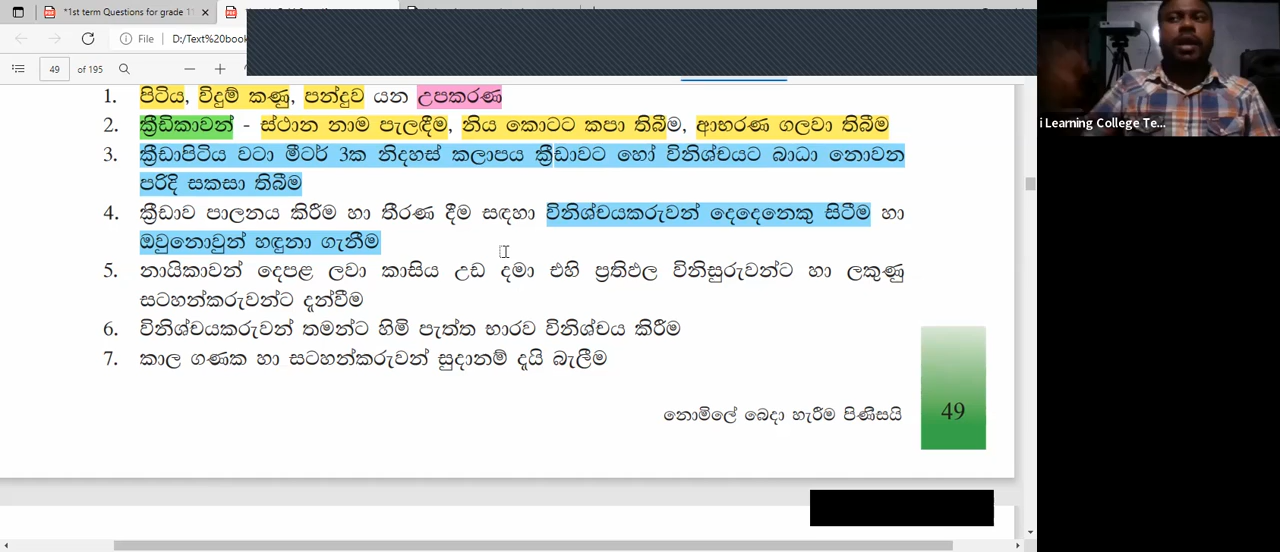 *1st term Questions for grade 11
File D:/Text%20book
49 of 195
1. පිටිය, විදුම් කණු, පන්දුව යන උපකරණ
2. ක්‍රීඩිකාවන් - ස්ථාන නාම පැලඳීම, නිය කොටට කපා තිබීම, ආභරණ ගලවා තිබීම
3. ක්‍රීඩාපිටිය වටා මීටර් 3ක නිදහස් කලාපය ක්‍රීඩාවට හෝ විනිශ්චයට බාධා නොවන
පරිදි සකසා තිබීම
4. ක්‍රීඩාව පාලනය කිරීම හා තීරණ දීම සඳහා විනිශ්චයකරුවන් දෙදෙනෙකු සිටීම හා
ඔවුනොවුන් හඳුනා ගැනීම
5. නායිකාවන් දෙපළ ලවා කාසිය උඩ දමා එහි ප්‍රතිඵල විනිසුරුවන්ට හා ලකුණු
සටහන්කරුවන්ට දැන්වීම
6. විනිශ්චයකරුවන් තමන්ට හිමි පැත්ත භාරව විනිශ්චය කිරීම
7. කාල ගණක හා සටහන්කරුවන් සුදානම් දැයි බැලීම
නොමිලේ බෙදා හැරීම පිණිසයි
49
i Learning College Te...